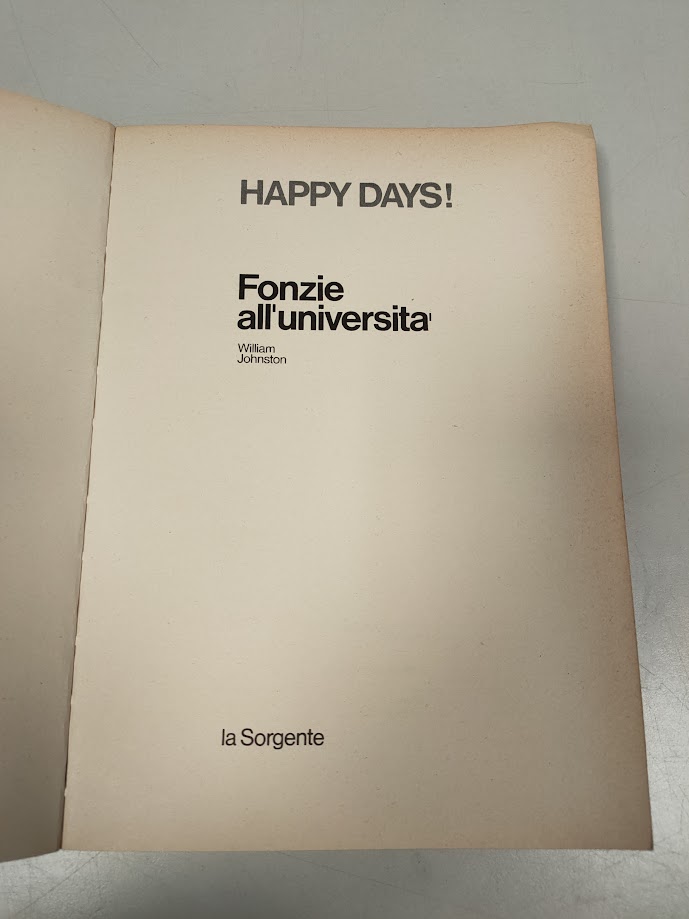 HAPPY DAYS!
Fonzie
all'universita'
William
Johnston
la Sorgente